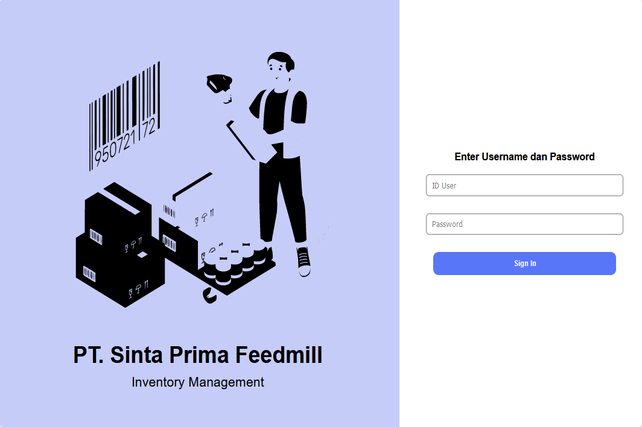 950721 72
PT. Sinta Prima Feedmill
Inventory Management
Enter Username dan Password
ID User
Password
Sign In